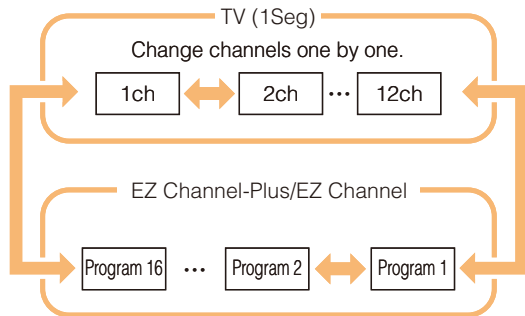 TV (1Seg)
Change channels one by one.
1ch 2ch ... 12ch
EZ Channel-Plus/EZ Channel
Program 16 ... Program 2 Program 1